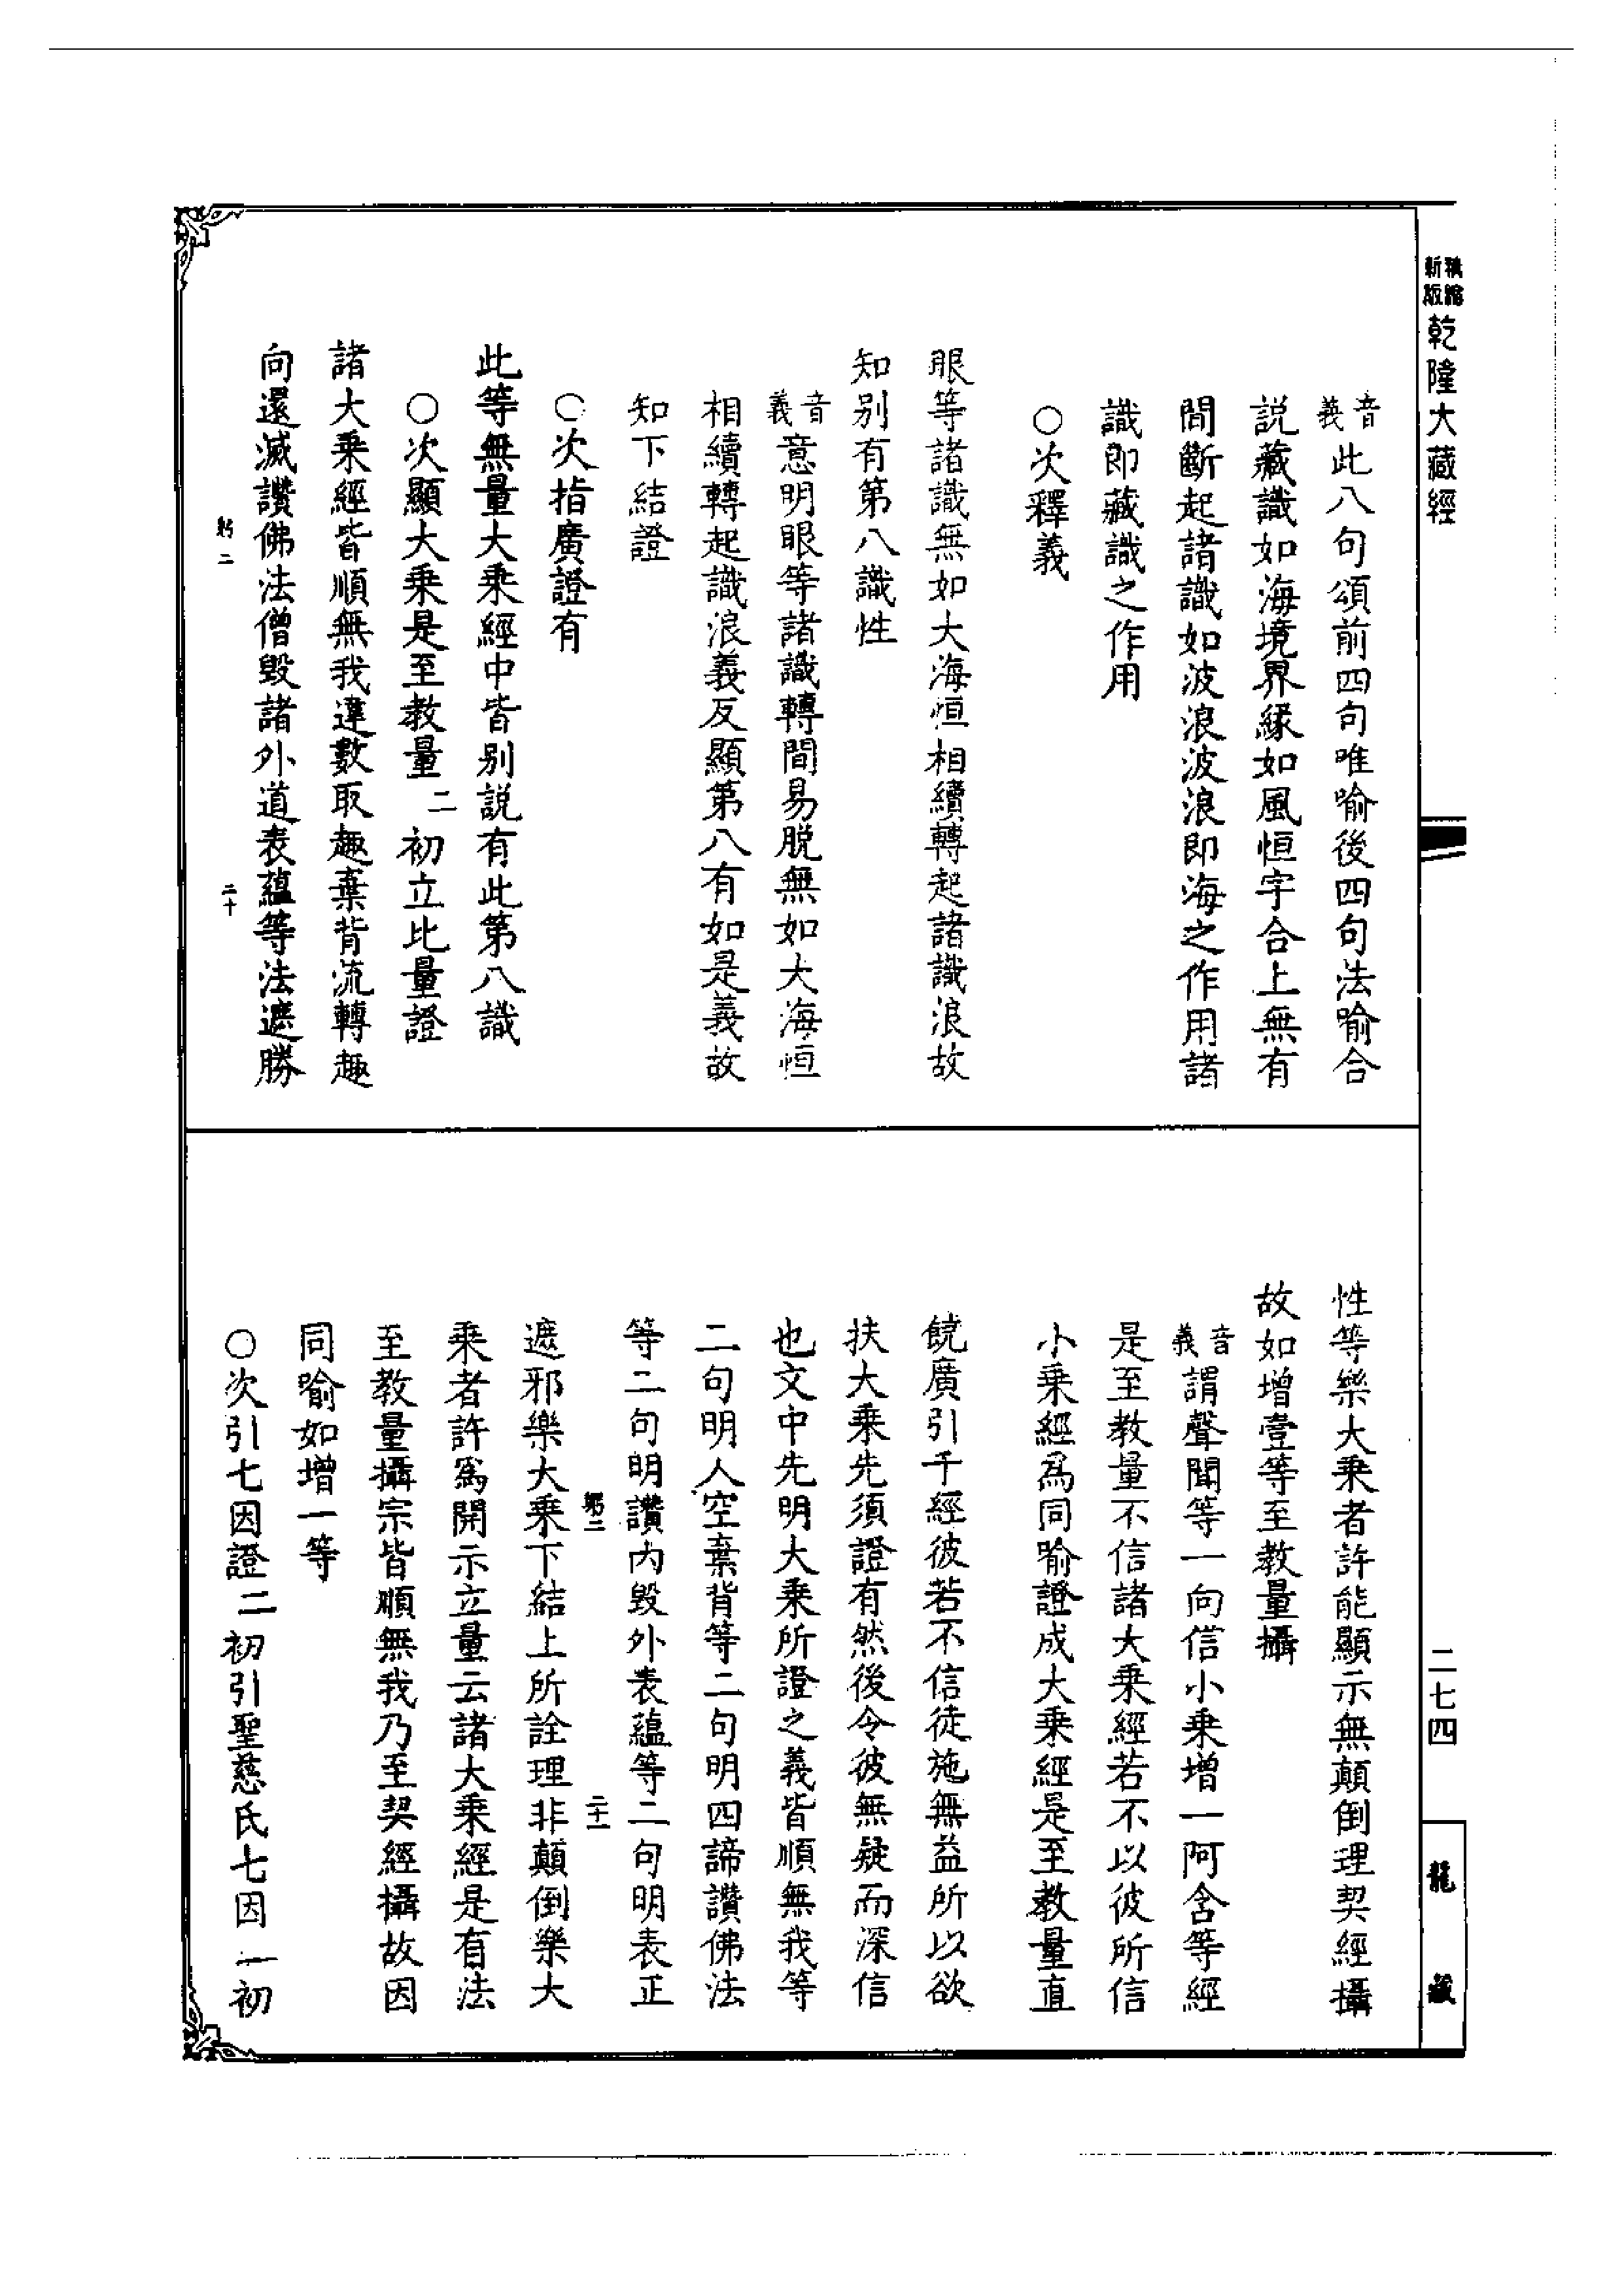 新版精縮乾隆大藏經
音義此八句頌前四句唯喻後四句法喻合
說藏識如海境界緣如風恒字合上無有
間斷起諸識如波浪波浪即海之作用諸
識即藏識之作用
○次釋義
眼等諸識無如大海恒相續轉起諸識浪故
知別有第八識性
音義意明眼等諸識轉間易脫無如大海恒
相續轉起識浪義反顯第八有如是義故
知下結證
○次指廣證有
此等無量大乘經中皆別說有此第八識
○次顯大乘是至教量二初立比量證
諸大乘經皆順無我違數取趣棄背流轉趣
向還滅讚佛法僧毀諸外道表蘊等法遮勝
二
二十
性等樂大乘者許能顯示無顛倒理契經攝
故如增壹等至教量攝
音義謂聲聞等一向信小乘增一阿含等經
是至教量不信諸大乘經若不以彼所信
小乘經為同喻證成大乘經是至教量直
饒廣引千經彼若不信徒施無益所以欲
扶大乘先須證有然後令彼無疑而深信
也文中先明大乘所證之義皆順無我等
二句明人空棄背等二句明四諦讚佛法
等二句明讚內毀外表蘊等二句明表正
二
二十一
遮邪樂大乘下結上所詮理非顛倒樂大
乘者許為開示立量云諸大乘經是有法
至教量攝宗皆順無我乃至契經攝故因
同喻如增一等
○次引七因證二初引聖慈氏七因一初
二七四
龍藏